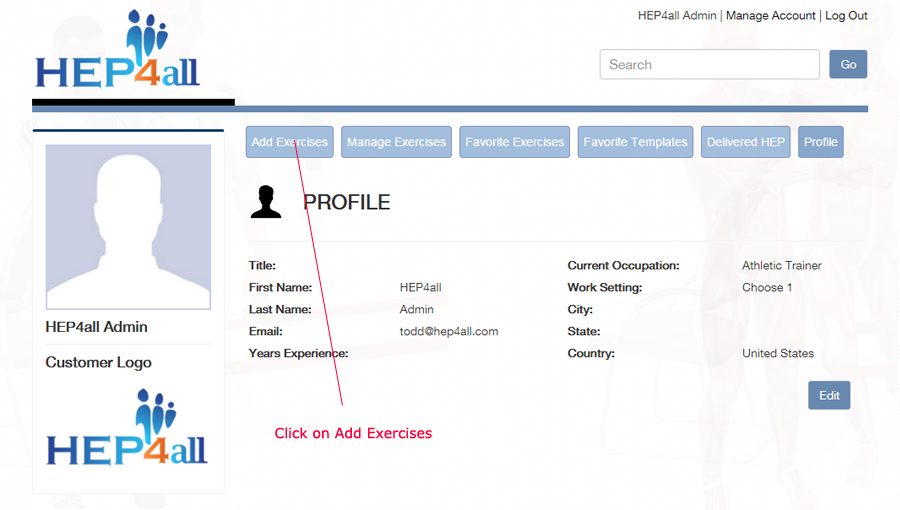 HEP4all
HEP4all Admin | Manage Account | Log Out
Search
Go
Add Exercises
Manage Exercises
Favorite Exercises
Favorite Templates
Delivered HEP
Profile
PROFILE
Title:
First Name: HEP4all
Last Name: Admin
Email: todd@hep4all.com
Years Experience:
Current Occupation: Athletic Trainer
Work Setting: Choose 1
City:
State:
Country: United States
Edit
HEP4all Admin
Customer Logo
HEP4all
Click on Add Exercises